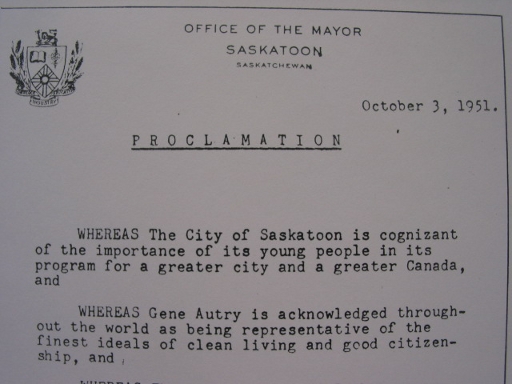 OFFICE OF THE MAYOR
SASKATOON
SASKATCHEWAN
October 3, 1951.
PROCLAMATION
WHEREAS The City of Saskatoon is cognizant
of the importance of its young people in its
program for a greater city and a greater Canada,
and
WHEREAS Gene Autry is acknowledged through-
out the world as being representative of the
finest ideals of clean living and good citizen-
ship, and